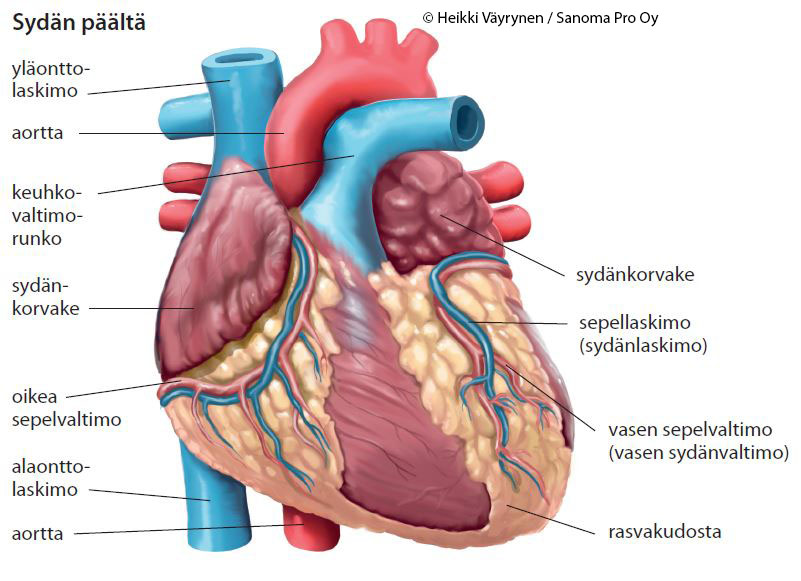 Sydän päältä
© Heikki Väyrynen / Sanoma Pro Oy
yläontto-
laskimo
aortta
keuhko-
valtimo-
runko
sydän-
korvake
oikea
sepelvaltimo
alaontto-
laskimo
aortta
sydänkorvake
sepellaskimo
(sydänlaskimo)
vasen sepelvaltimo
(vasen sydänvaltimo)
rasvakudosta